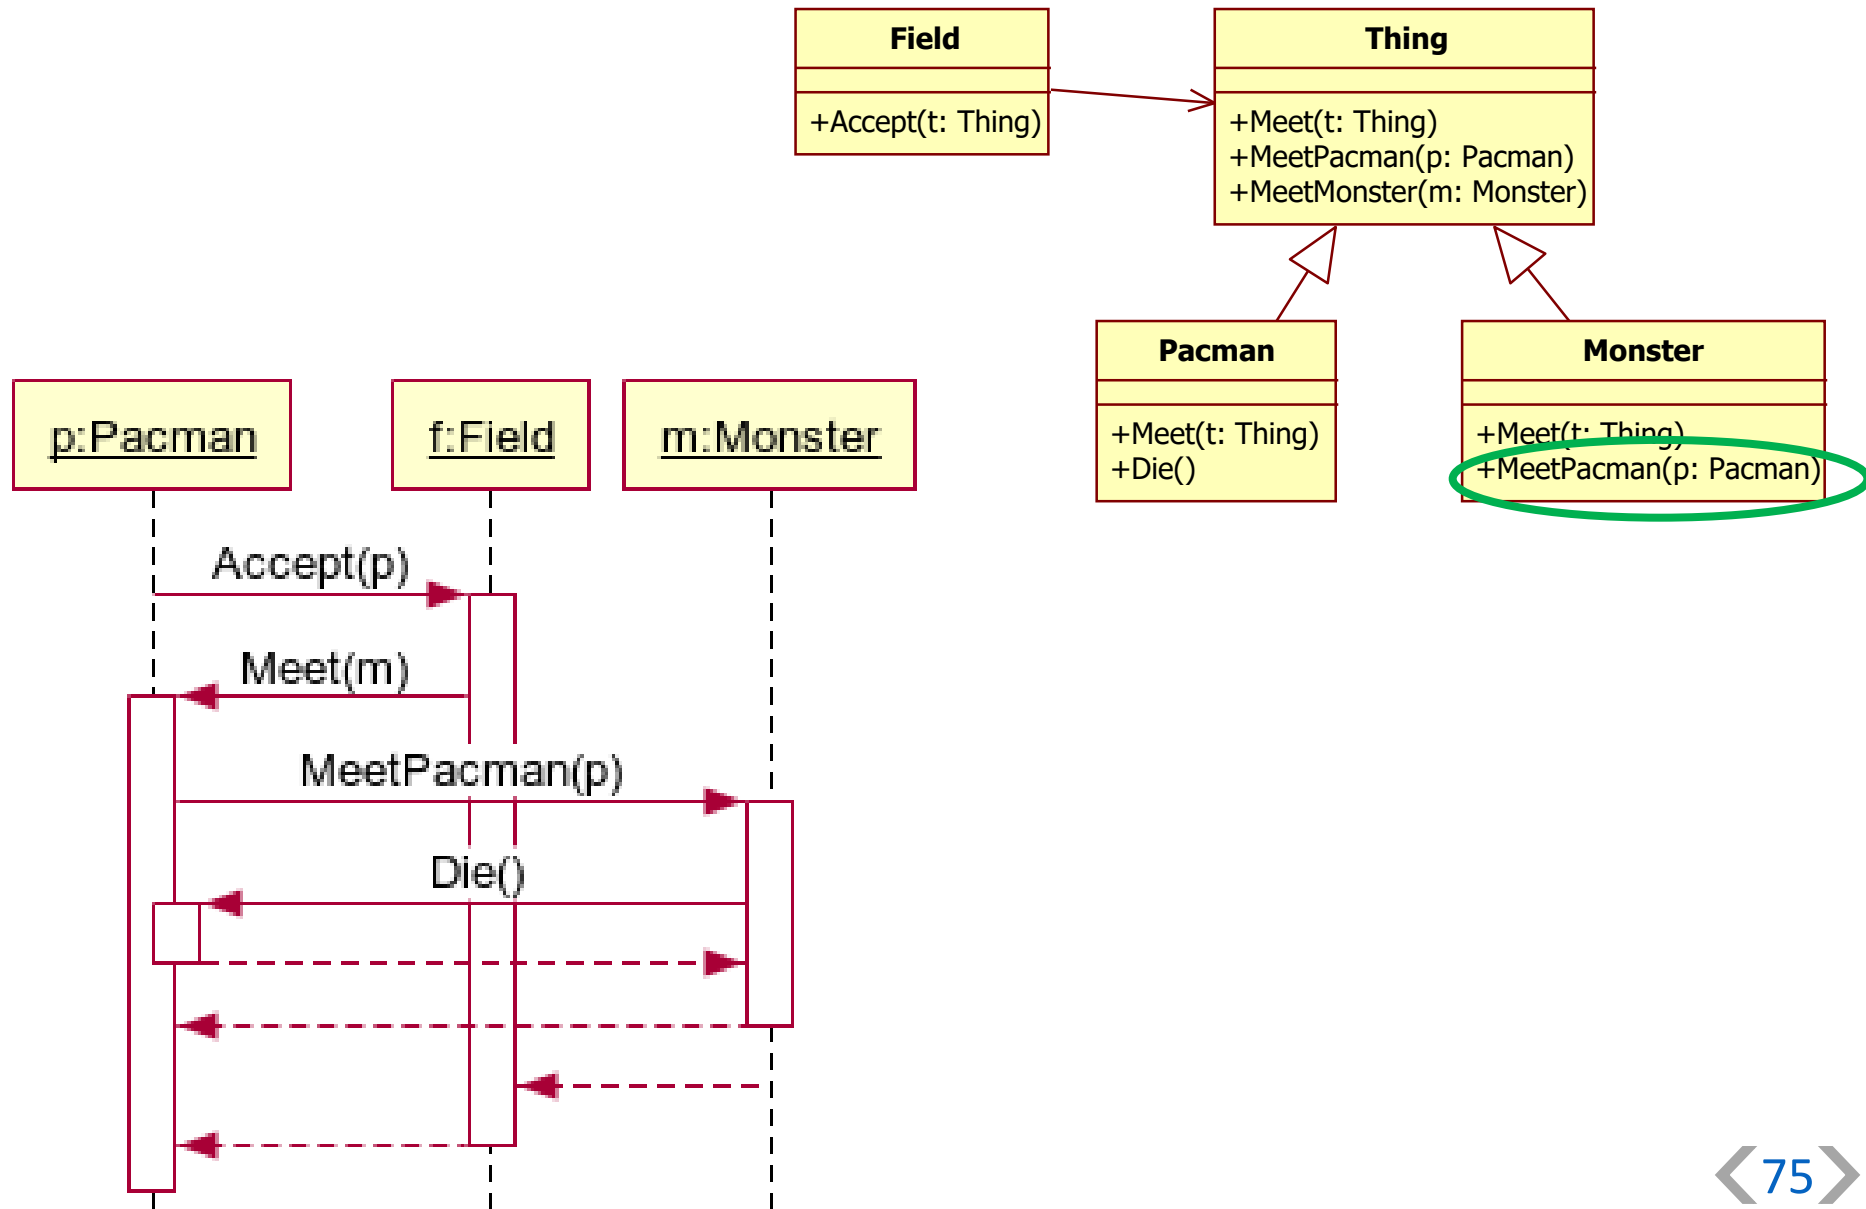 Field
+Accept(t: Thing)
Thing
+Meet(t: Thing)
+MeetPacman(p: Pacman)
+MeetMonster(m: Monster)
Pacman
+Meet(t: Thing)
+Die()
Monster
+Meet(t: Thing)
+MeetPacman(p: Pacman)
p:Pacman
f:Field
m:Monster
Accept(p)
Meet(m)
MeetPacman(p)
Die()
75